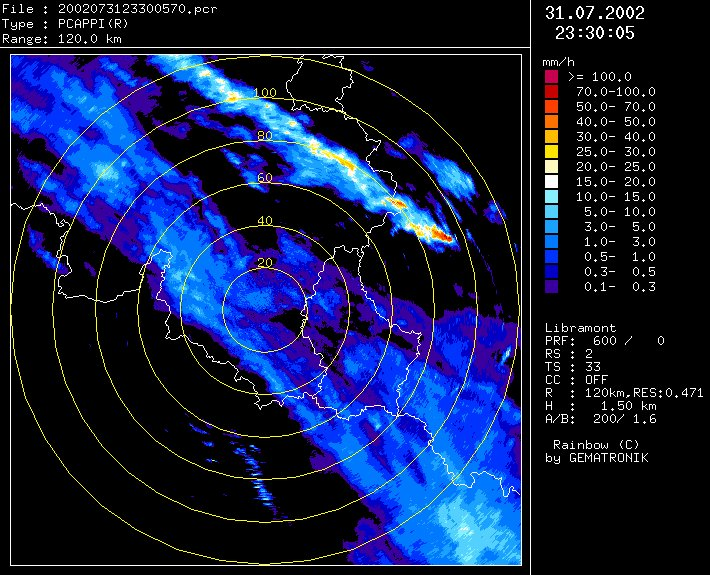 File : 2002073123300570.pcr
Type : PCAPPI(R)
Range: 120.0 km
31.07.2002
23:30:05
mm/h
>= 100.0
70.0-100.0
50.0- 70.0
40.0- 50.0
30.0- 40.0
25.0- 30.0
20.0- 25.0
15.0- 20.0
10.0- 15.0
5.0- 10.0
3.0- 5.0
1.0- 3.0
0.5- 1.0
0.3- 0.5
0.1- 0.3
100
80
60
40
20
Libramont
PRF: 600 / 0
RS : 2
TS : 33
CC : OFF
R : 120km,RES:0.471
H : 1.50 km
A/B: 200/ 1.6
Rainbow (C)
by GEMATRONIK